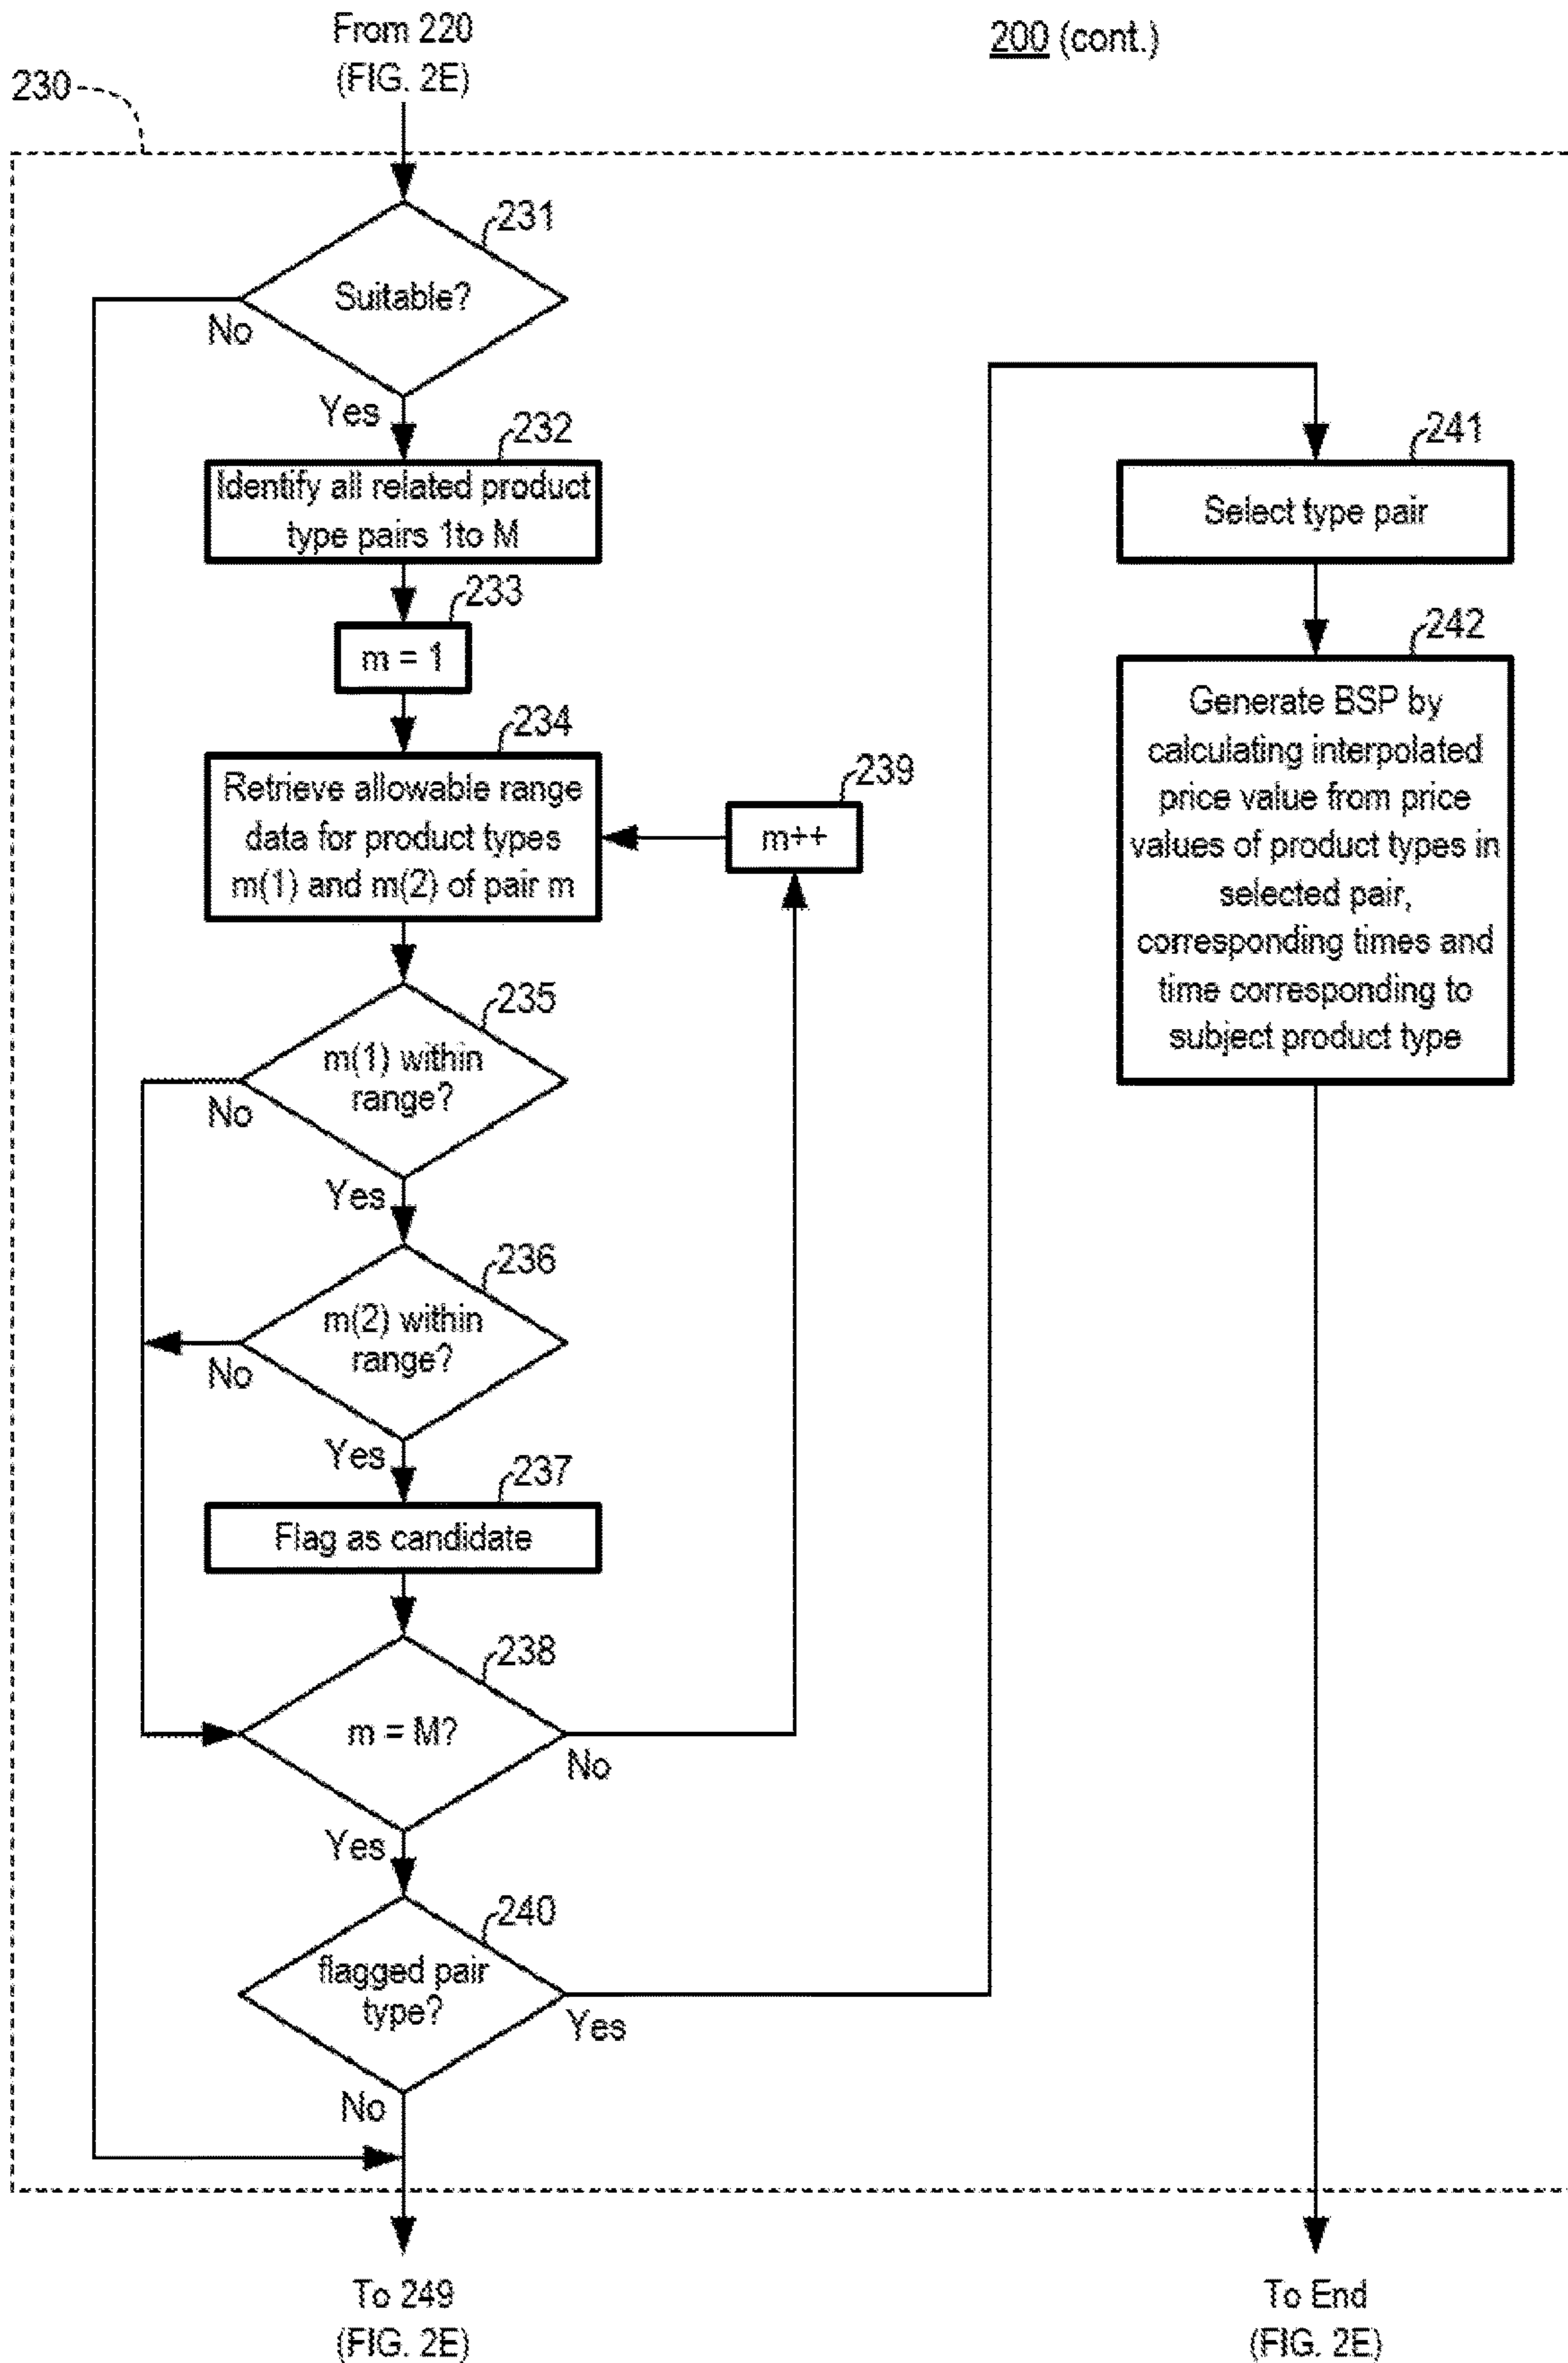 From 220
(FIG. 2E)
200 (cont.)
230
231
Suitable?
No
Yes
232
Identify all related product
type pairs 1to M
233
m = 1
234
Retrieve allowable range
data for product types
m(1) and m(2) of pair m
239
m++
235
m(1) within
range?
No
Yes
236
m(2) within
range?
No
Yes
237
Flag as candidate
238
m = M?
No
Yes
240
flagged pair
type?
Yes
No
To 249
(FIG. 2E)
241
Select type pair
242
Generate BSP by
calculating interpolated
price value from price
values of product types in
selected pair,
corresponding times and
time corresponding to
subject product type
To End
(FIG. 2E)